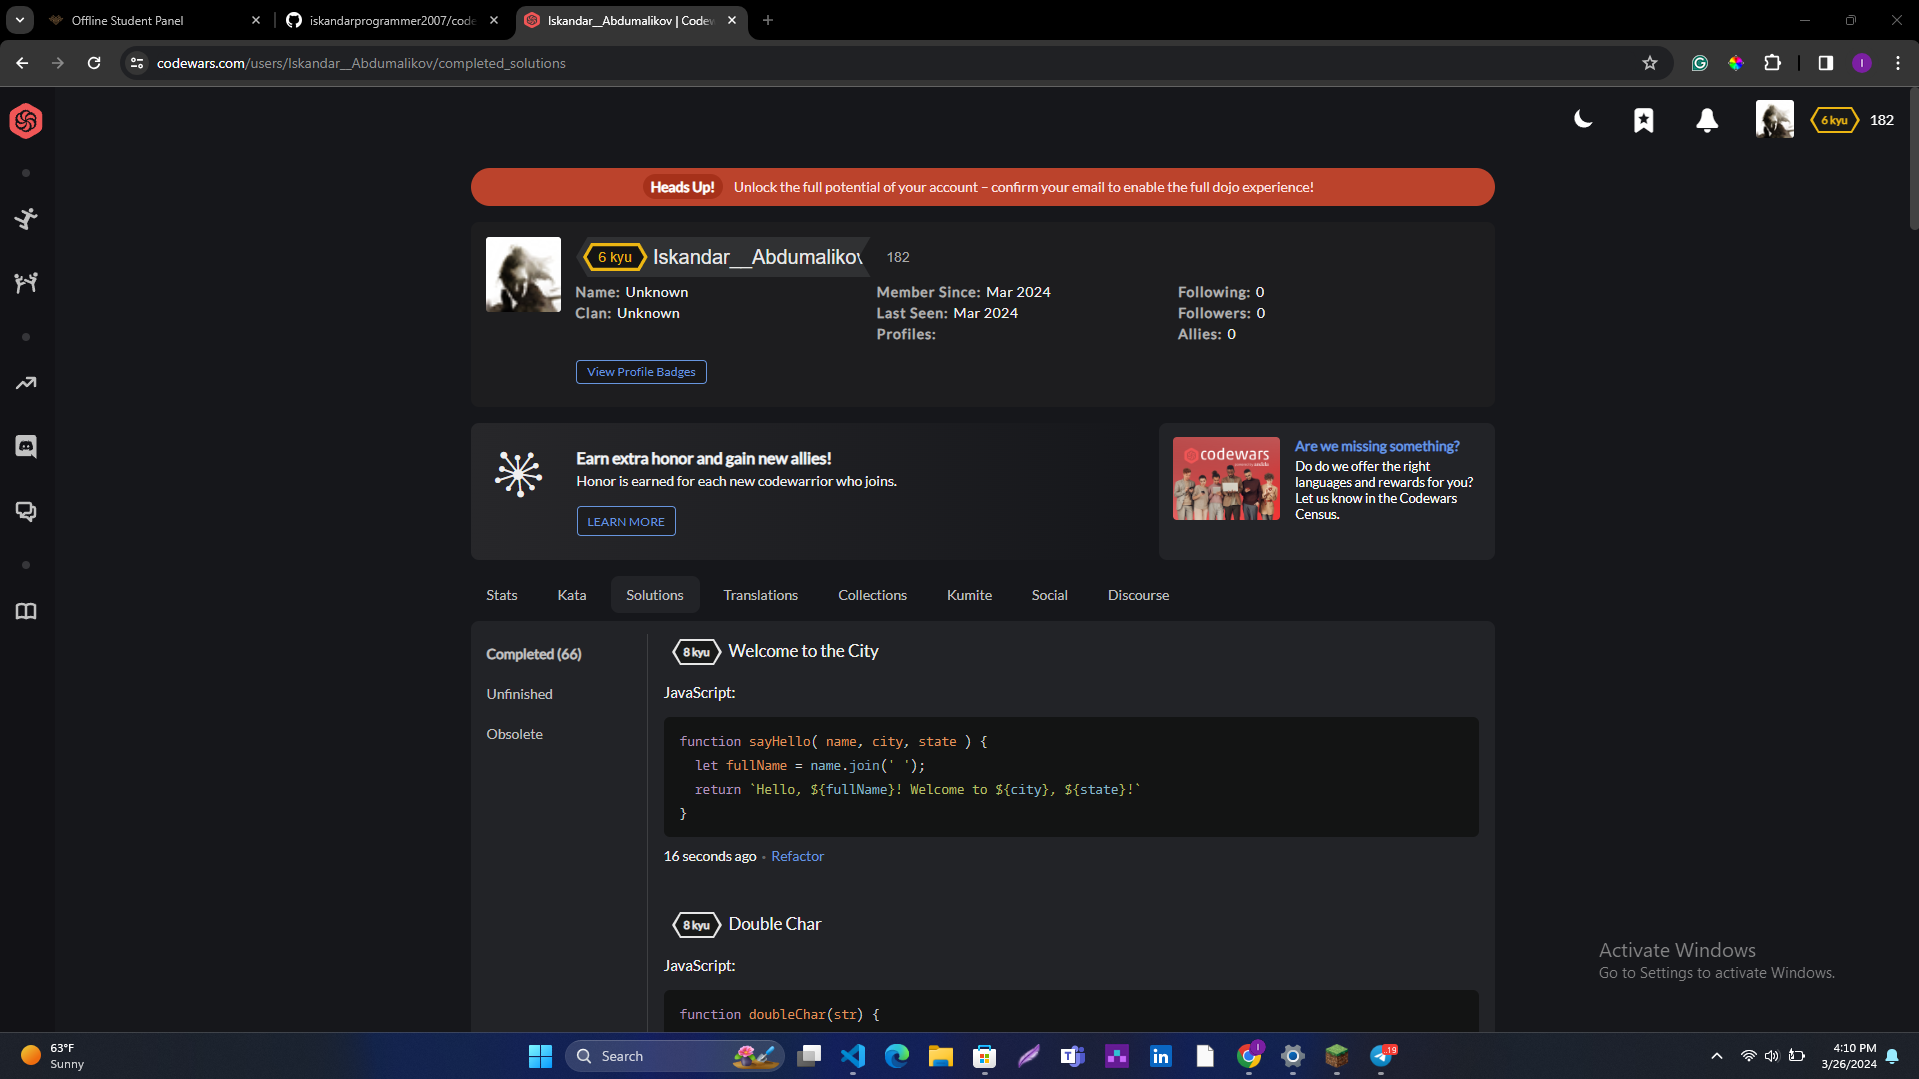 Offline Student Panel
iskandarprogrammer2007/code
Iskandar__Abdumalikov | Codew
codewars.com/users/Iskandar__Abdumalikov/completed_solutions
I
6 kyu
182
Heads Up!
Unlock the full potential of your account – confirm your email to enable the full dojo experience!
6 kyu
Iskandar__Abdumalikov
182
Name: Unknown
Clan: Unknown
Member Since: Mar 2024
Last Seen: Mar 2024
Profiles:
Following: 0
Followers: 0
Allies: 0
View Profile Badges
Earn extra honor and gain new allies!
Honor is earned for each new codewarrior who joins.
LEARN MORE
codewars
Are we missing something?
Do do we offer the right
languages and rewards for you?
Let us know in the Codewars
Census.
Stats
Kata
Solutions
Translations
Collections
Kumite
Social
Discourse
Completed (66)
Unfinished
Obsolete
8 kyu
Welcome to the City
JavaScript:
function sayHello( name, city, state ) {
let fullName = name.join(' ');
return `Hello, ${fullName}! Welcome to ${city}, ${state}!`
}
16 seconds ago • Refactor
8 kyu
Double Char
JavaScript:
function doubleChar(str) {
Activate Windows
Go to Settings to activate Windows.
63°F
Sunny
Search
4:10 PM
3/26/2024